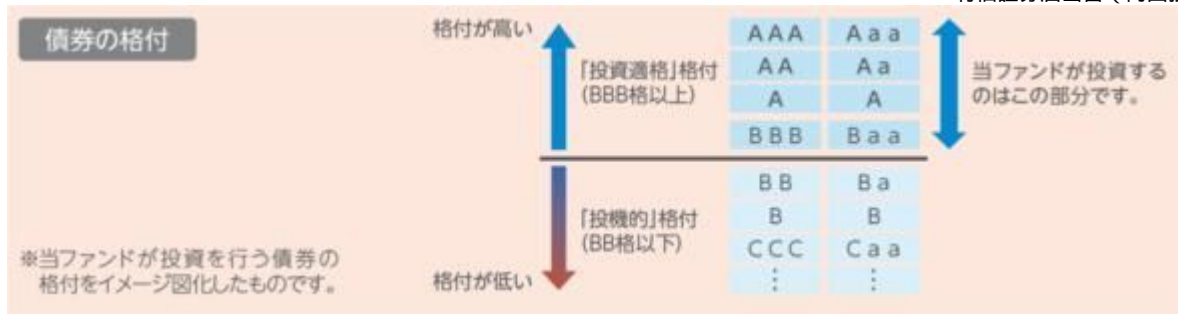 債券の格付
格付が高い
「投資適格」格付
(BBB格以上)
AAA Aaa
AA Aa
A A
BBB Baa
当ファンドが投資する
のはこの部分です。
「投機的」格付
(BB格以下)
BB Ba
B B
CCC Caa
⋮ ⋮
格付が低い
※当ファンドが投資を行う債券の
格付をイメージ図化したものです。